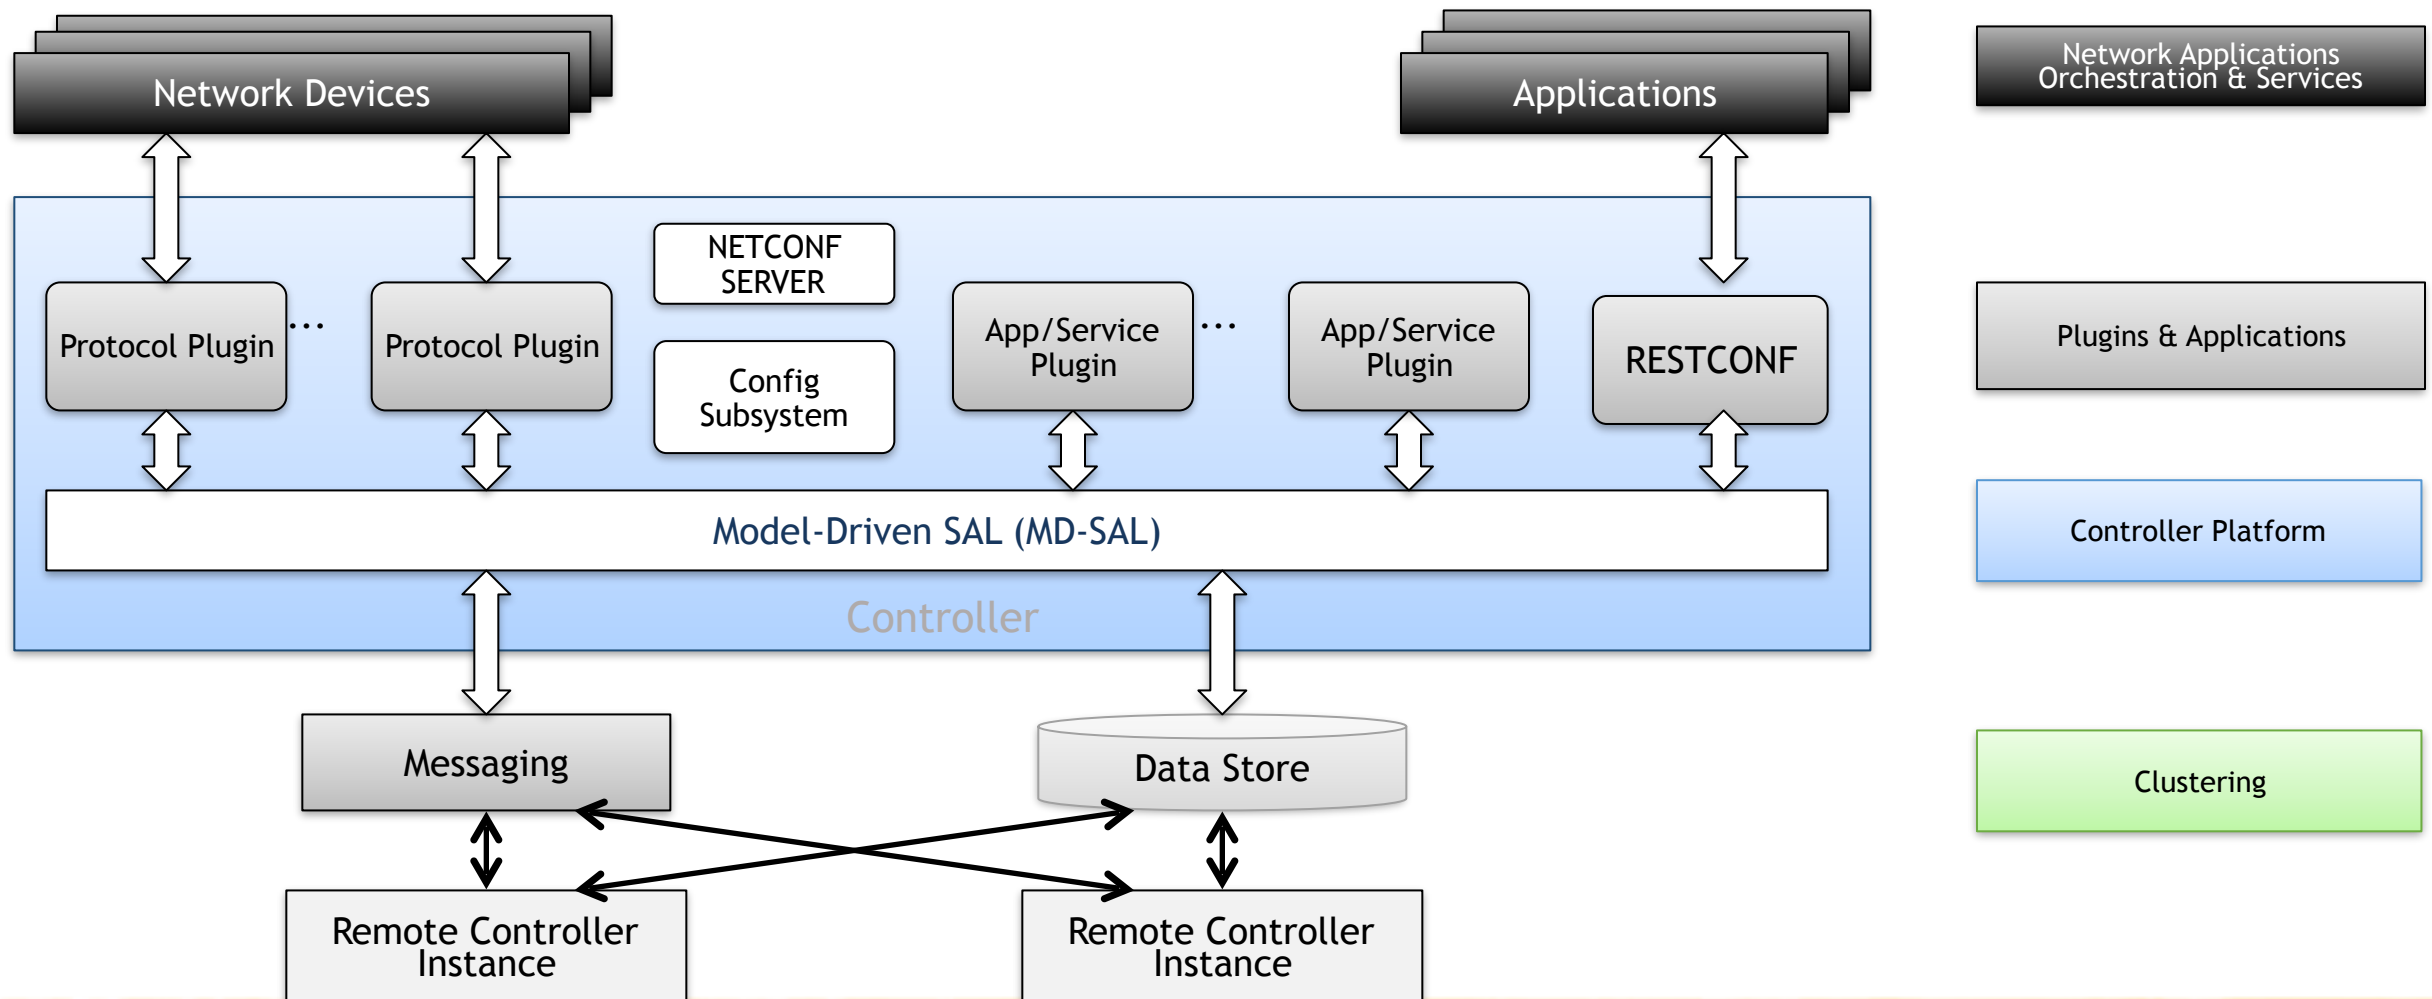 Network Devices
Applications
Network Applications
Orchestration & Services
NETCONF
SERVER
Protocol Plugin
...
Protocol Plugin
Config
Subsystem
App/Service
Plugin
...
App/Service
Plugin
RESTCONF
Plugins & Applications
Model-Driven SAL (MD-SAL)
Controller Platform
Controller
Messaging
Data Store
Clustering
Remote Controller
Instance
Remote Controller
Instance